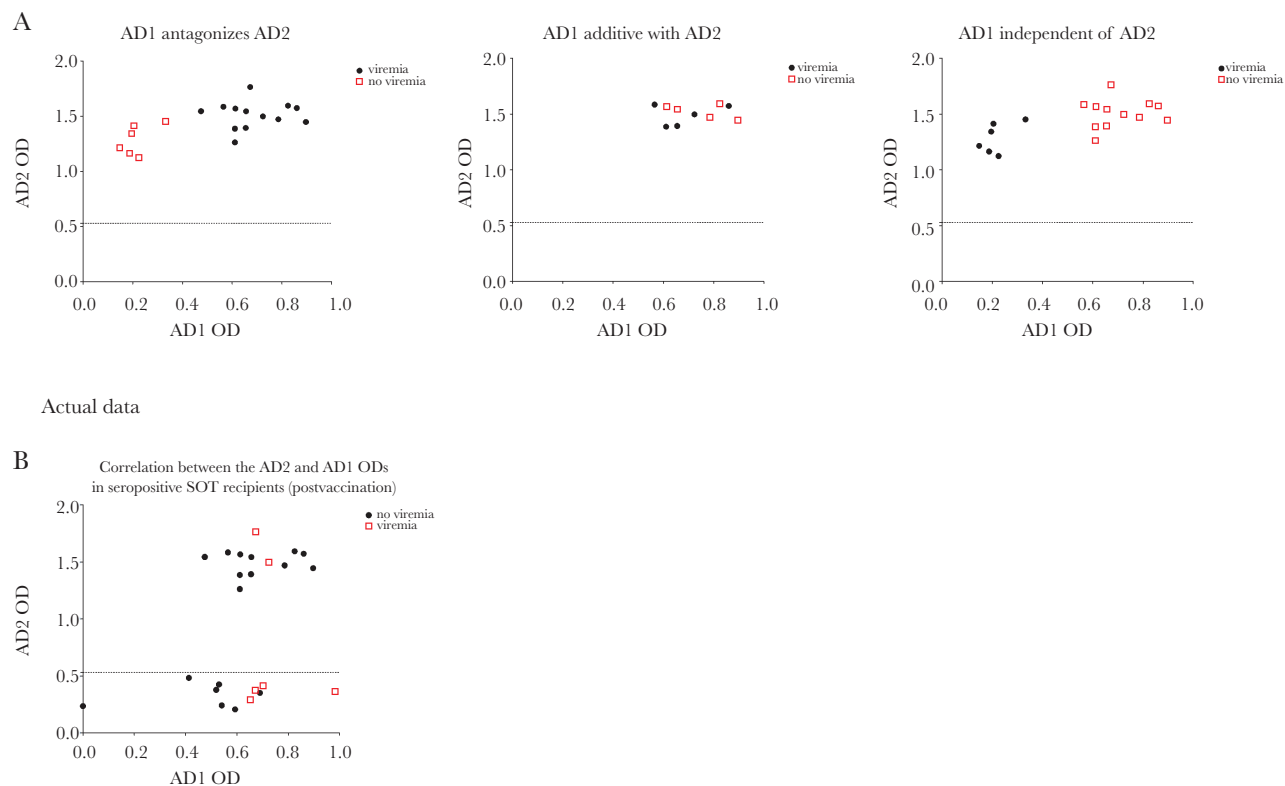 A
AD1 antagonizes AD2
2.0
1.5
1.0
0.5
0.0
AD2 OD
0.0 0.2 0.4 0.6 0.8 1.0
AD1 OD
viremia
no viremia
AD1 additive with AD2
2.0
1.5
1.0
0.5
0.0
AD2 OD
0.0 0.2 0.4 0.6 0.8 1.0
AD1 OD
viremia
no viremia
AD1 independent of AD2
2.0
1.5
1.0
0.5
0.0
AD2 OD
0.0 0.2 0.4 0.6 0.8 1.0
AD1 OD
viremia
no viremia
Actual data
B
Correlation between the AD2 and AD1 ODs
in seropositive SOT recipients (postvaccination)
2.0
1.5
1.0
0.5
0.0
AD2 OD
0.0 0.2 0.4 0.6 0.8 1.0
AD1 OD
no viremia
viremia